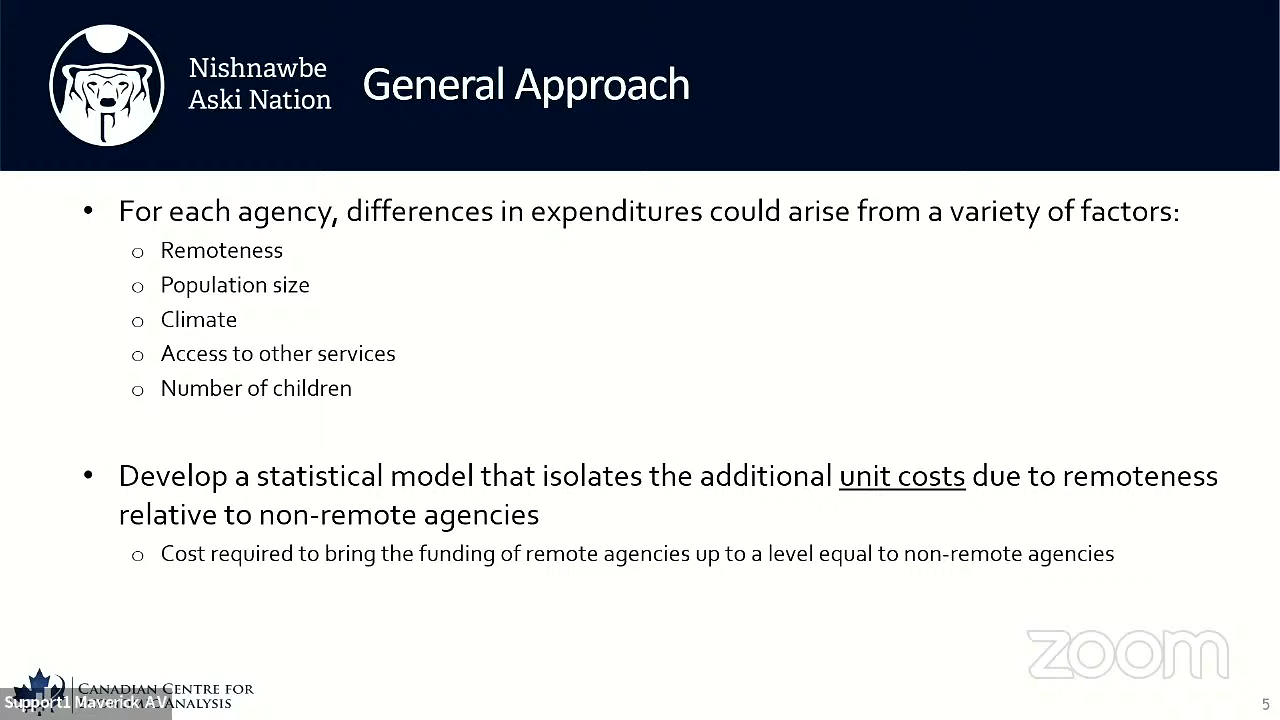 Nishnawbe
Aski Nation
General Approach
• For each agency, differences in expenditures could arise from a variety of factors:
o Remoteness
o Population size
o Climate
o Access to other services
o Number of children
• Develop a statistical model that isolates the additional unit costs due to remoteness
relative to non-remote agencies
o Cost required to bring the funding of remote agencies up to a level equal to non-remote agencies
zoom
CANADIAN CENTRE FOR
ANALYSIS
Support1 Maverick AV
5